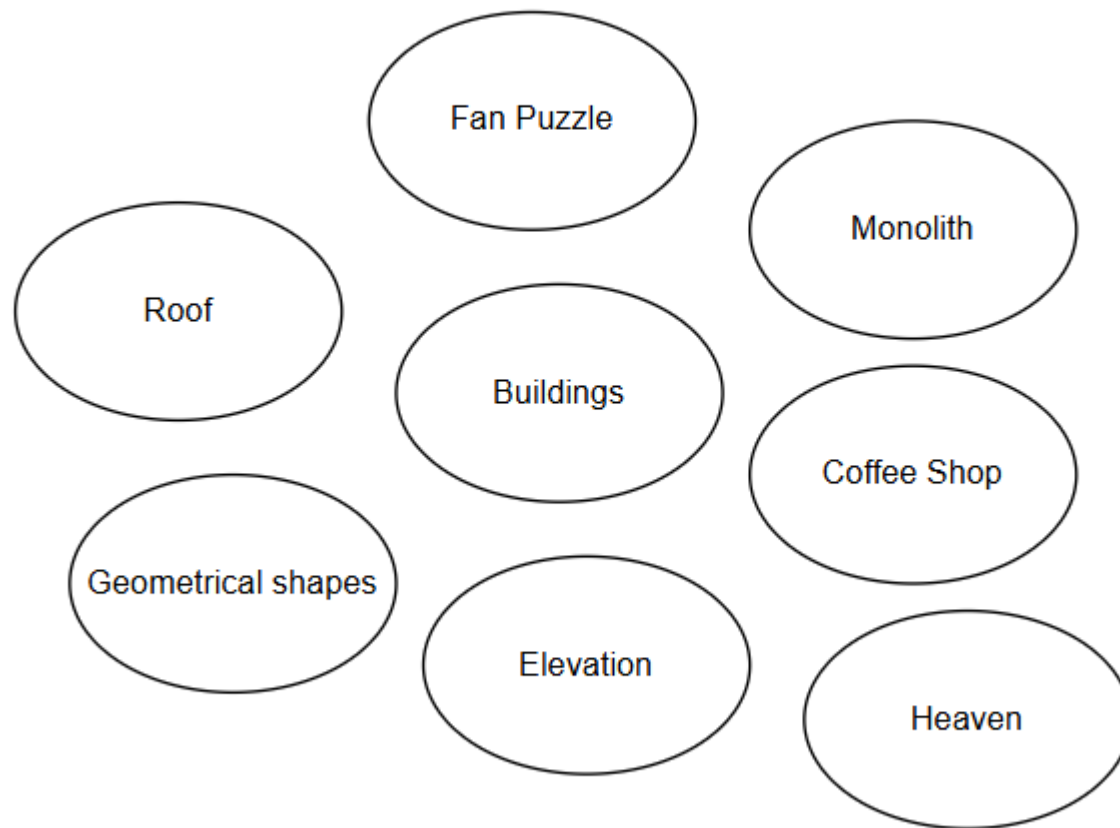 Fan Puzzle
Monolith
Roof
Buildings
Coffee Shop
Geometrical shapes
Elevation
Heaven